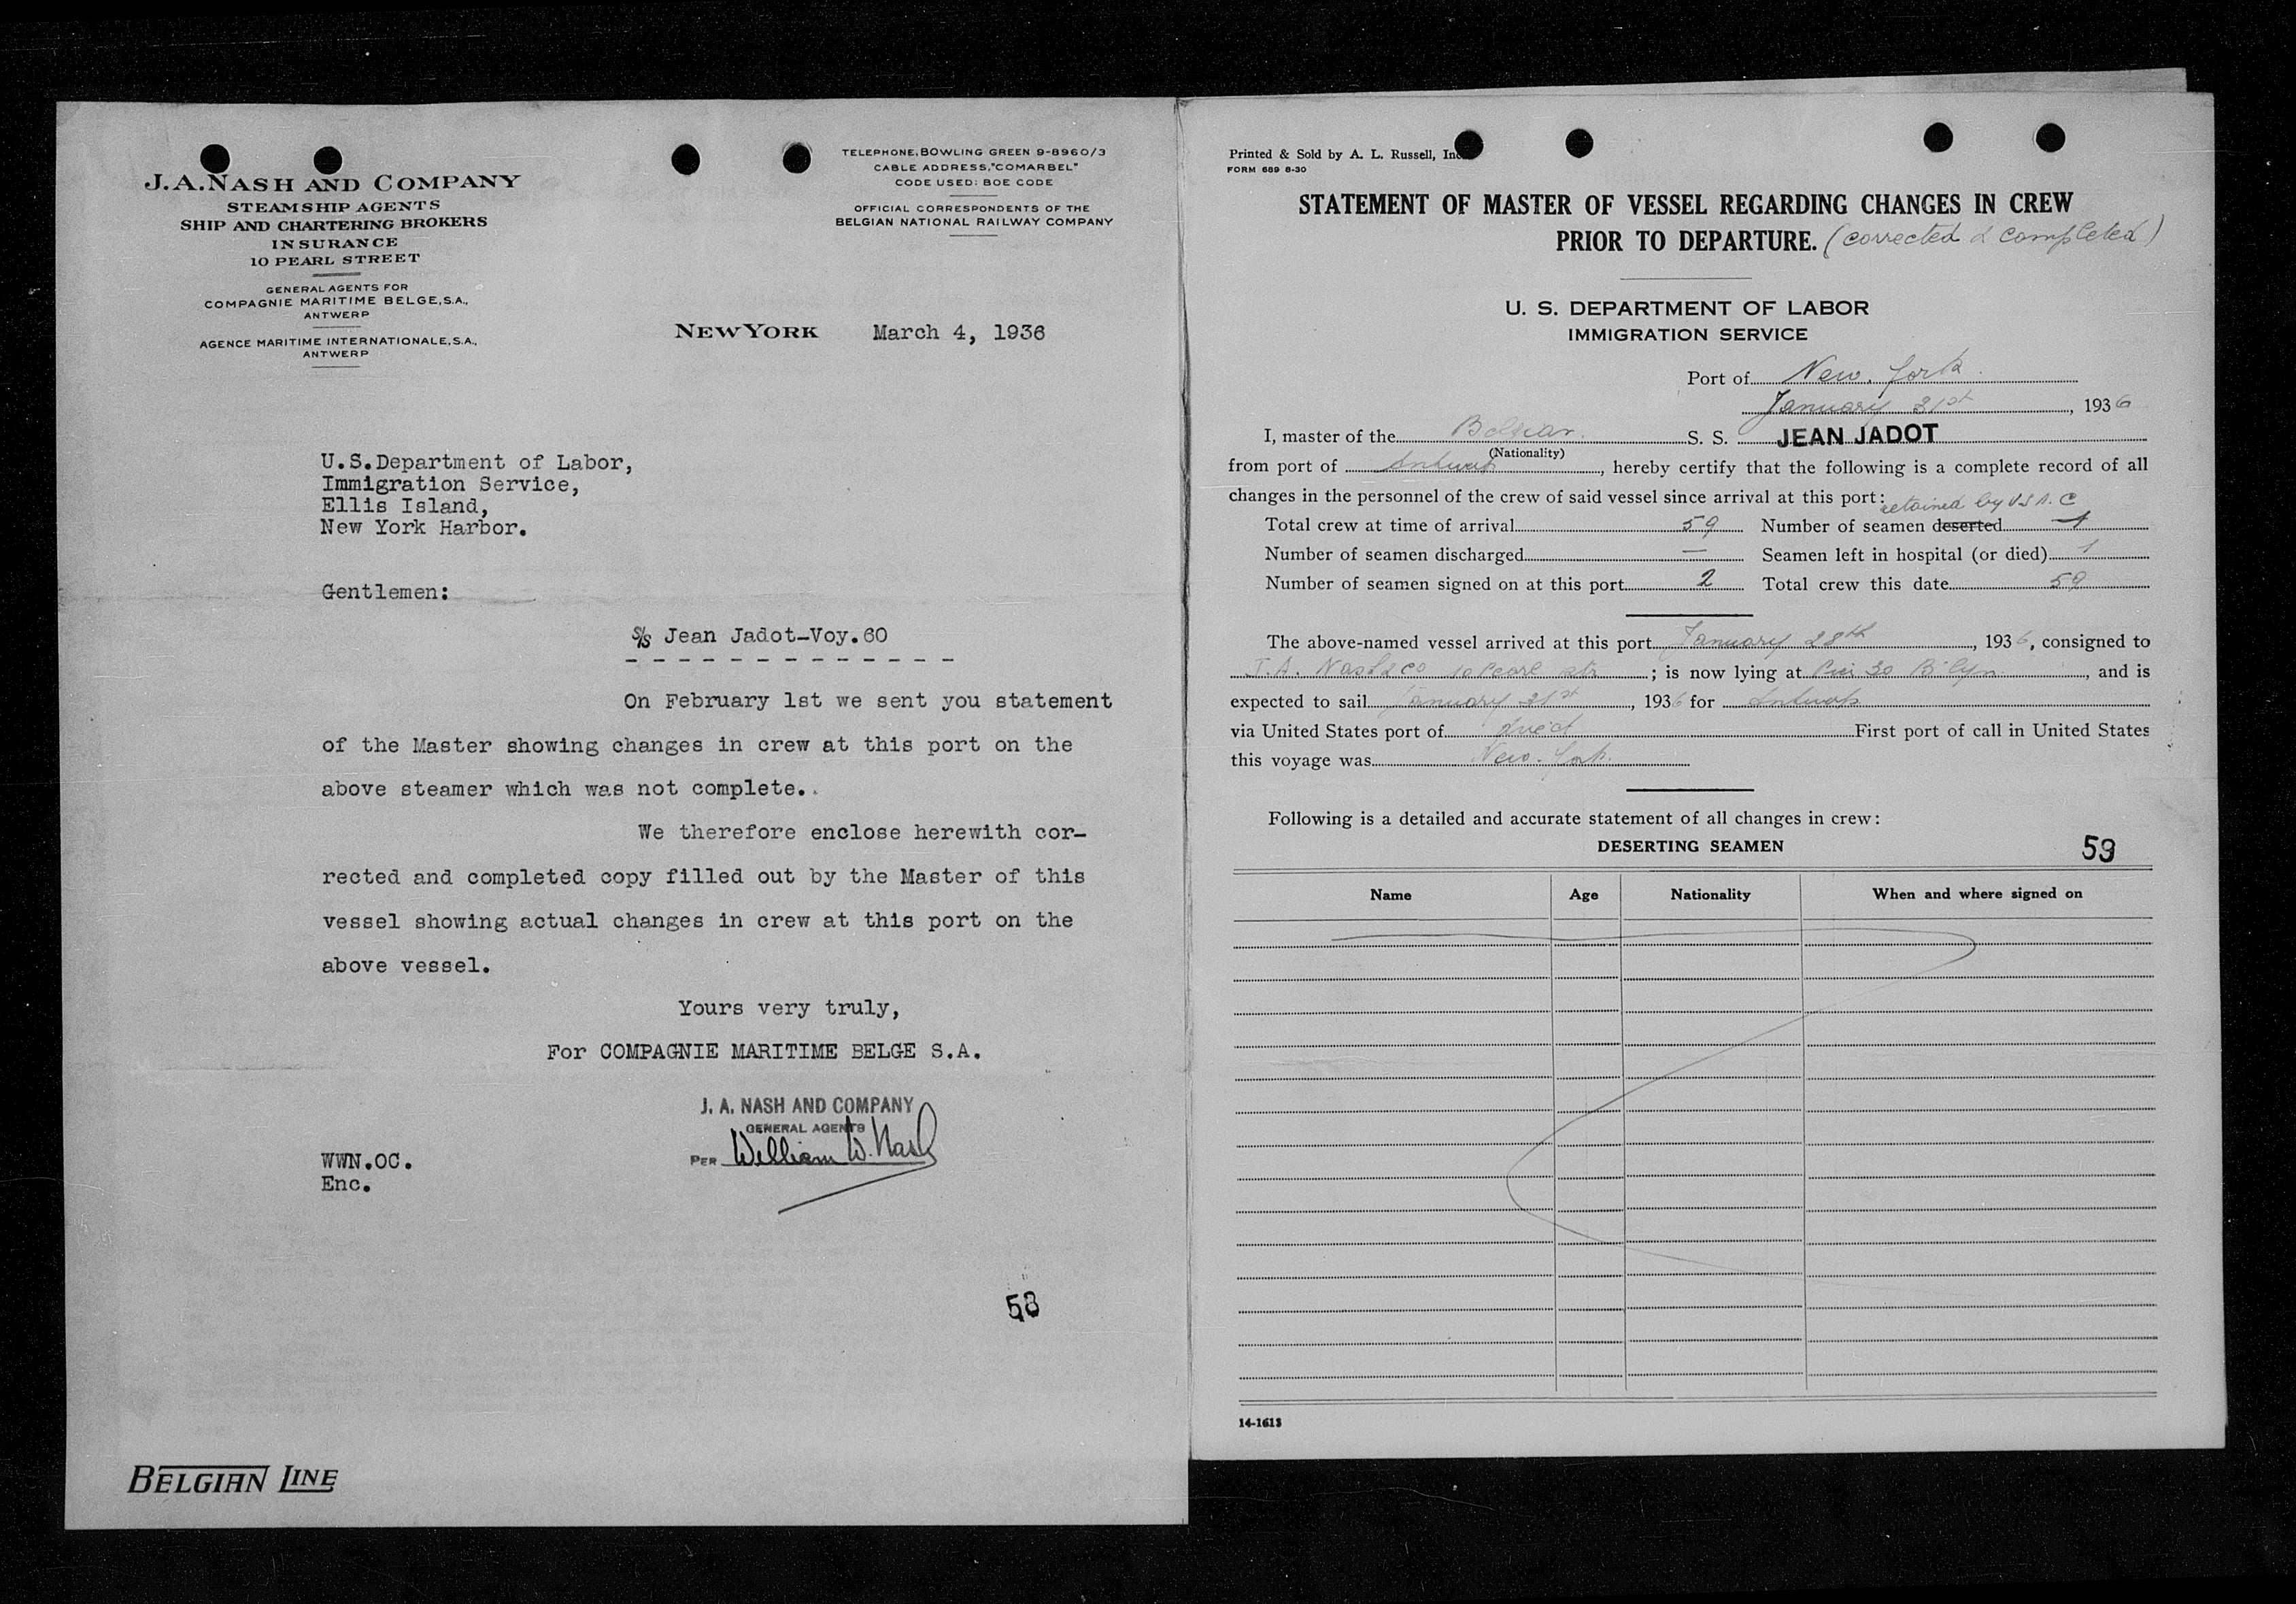 J.A.NASH AND COMPANY
STEAMSHIP AGENTS
SHIP AND CHARTERING BROKERS
INSURANCE
10 PEARL STREET
GENERAL AGENTS FOR
COMPAGNIE MARITIME BELGE,S.A.,
ANTWERP
AGENCE MARITIME INTERNATIONALE,S.A.,
ANTWERP
TELEPHONE,BOWLING GREEN 9-8960/3
CABLE ADDRESS,"COMARBEL"
CODE USED: BOE CODE
OFFICIAL CORRESPONDENTS OF THE
BELGIAN NATIONAL RAILWAY COMPANY
NEW YORK March 4, 1936
U.S.Department of Labor,
Immigration Service,
Ellis Island,
New York Harbor.
Gentlemen:
S/S Jean Jadot-Voy.60
- - - - - - - - - - - - -
On February 1st we sent you statement
of the Master showing changes in crew at this port on the
above steamer which was not complete..
We therefore enclose herewith cor-
rected and completed copy filled out by the Master of this
vessel showing actual changes in crew at this port on the
above vessel.
Yours very truly,
For COMPAGNIE MARITIME BELGE S.A.
J. A. NASH AND COMPANY
GENERAL AGENTS
PER William W. Nash
WWN.OC.
Enc.
58
BELGIAN LINE
Printed & Sold by A. L. Russell, Inc.
FORM 689 6-30
STATEMENT OF MASTER OF VESSEL REGARDING CHANGES IN CREW
PRIOR TO DEPARTURE. (corrected & completed)
U. S. DEPARTMENT OF LABOR
IMMIGRATION SERVICE
Port of New York
January 31st, 1936
I, master of the Belgian S. S. JEAN JADOT
(Nationality)
from port of Antwerp, hereby certify that the following is a complete record of all
changes in the personnel of the crew of said vessel since arrival at this port:
retained by U S A. C
Total crew at time of arrival 59 Number of seamen deserted 1
Number of seamen discharged — Seamen left in hospital (or died) 1
Number of seamen signed on at this port 2 Total crew this date 59
The above-named vessel arrived at this port January 28th, 1936, consigned to
J.A. Nash & Co 10 Pearl str; is now lying at Pier 30 B'lyn, and is
expected to sail January 31st, 1936 for Antwerp
via United States port of direct First port of call in United States
this voyage was New-York.
Following is a detailed and accurate statement of all changes in crew:
DESERTING SEAMEN
59
Name Age Nationality When and where signed on
14-1613